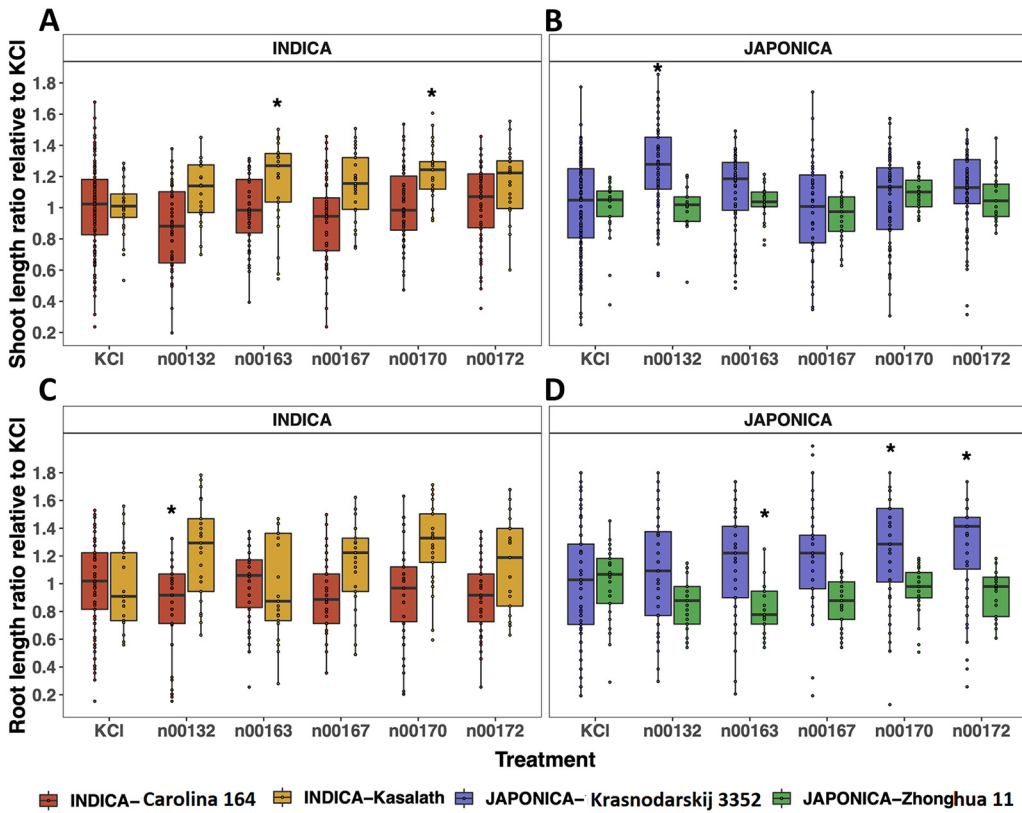 A
B
INDICA
JAPONICA
Shoot length ratio relative to KCl
1.8
1.6
1.4
1.2
1.0
0.8
0.6
0.4
0.2
*
*
*
KCl n00132 n00163 n00167 n00170 n00172
KCl n00132 n00163 n00167 n00170 n00172
C
D
INDICA
JAPONICA
Root length ratio relative to KCl
1.8
1.6
1.4
1.2
1.0
0.8
0.6
0.4
0.2
*
*
*
*
KCl n00132 n00163 n00167 n00170 n00172
KCl n00132 n00163 n00167 n00170 n00172
Treatment
INDICA– Carolina 164 INDICA–Kasalath JAPONICA– Krasnodarskij 3352 JAPONICA–Zhonghua 11